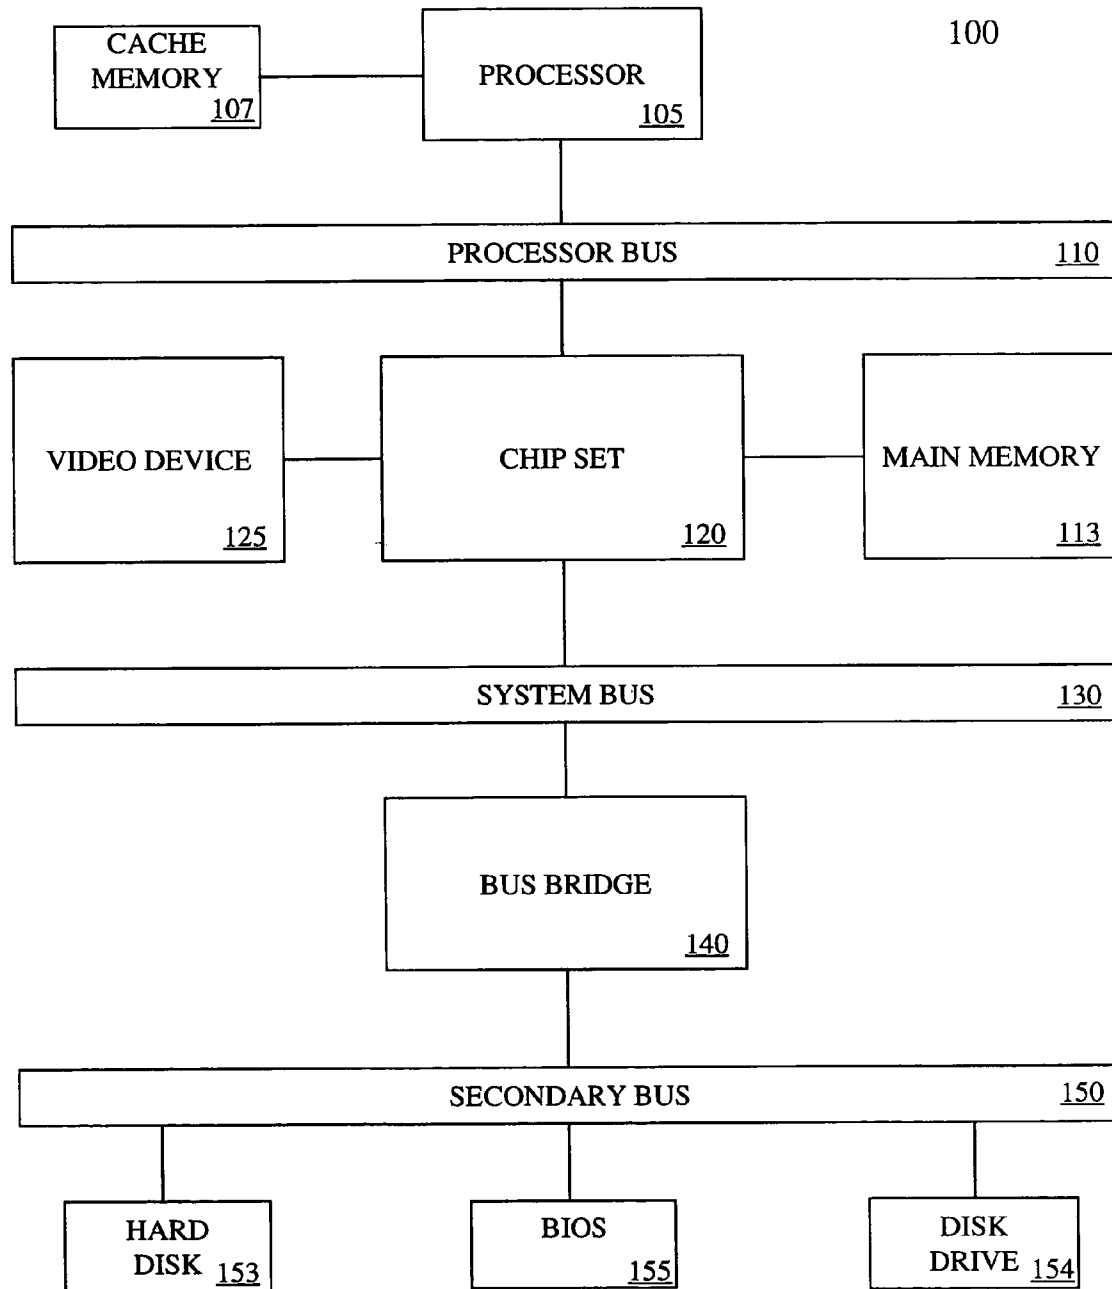 100
CACHE
MEMORY
107
PROCESSOR
105
PROCESSOR BUS
110
VIDEO DEVICE
125
CHIP SET
120
MAIN MEMORY
113
SYSTEM BUS
130
BUS BRIDGE
140
SECONDARY BUS
150
HARD
DISK
153
BIOS
155
DISK
DRIVE
154